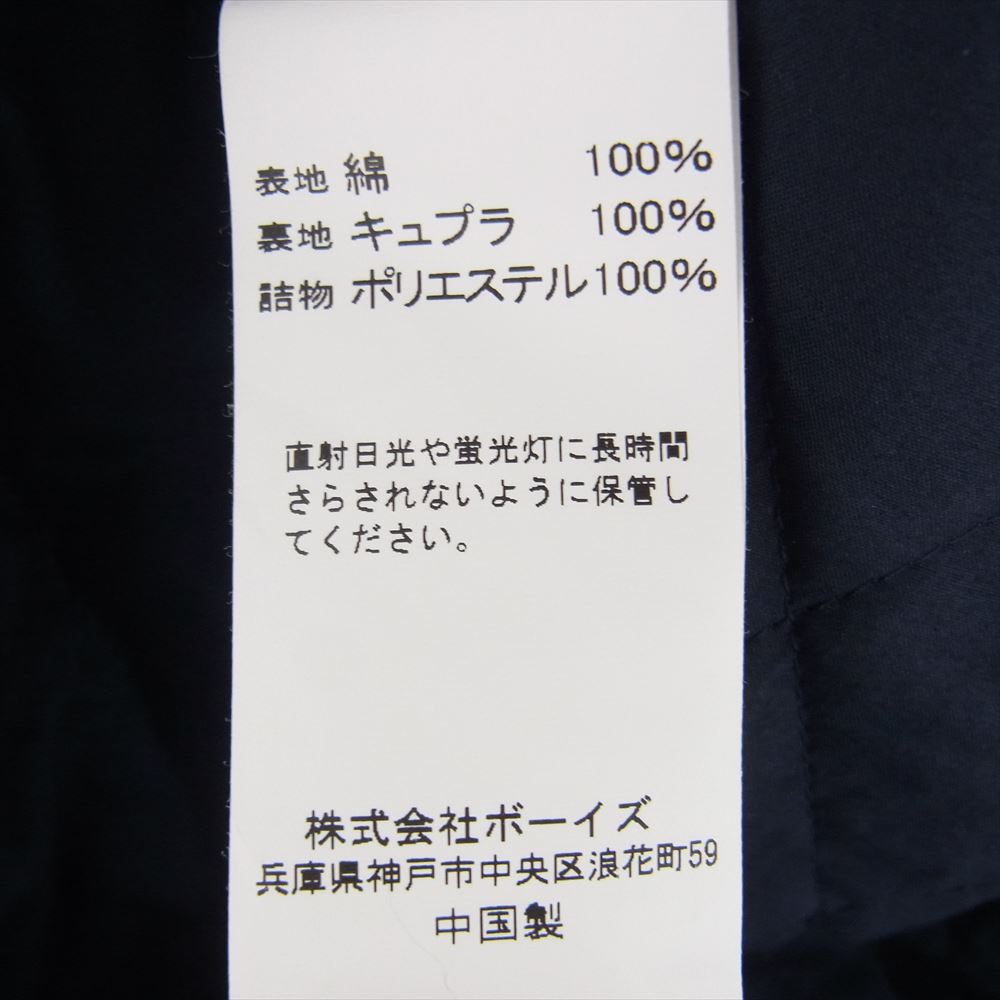 表地 綿 100%
裏地 キュプラ 100%
詰物 ポリエステル100%
直射日光や蛍光灯に長時間
さらされないように保管し
てください。
株式会社ボーイズ
兵庫県神戸市中央区浪花町59
中国製